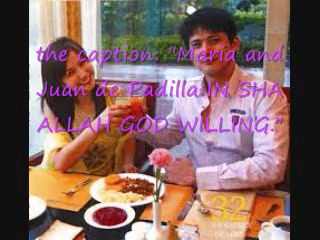 the caption: "Maria and
Juan de Padilla IN SHA
ALLAH GOD WILLING."
32